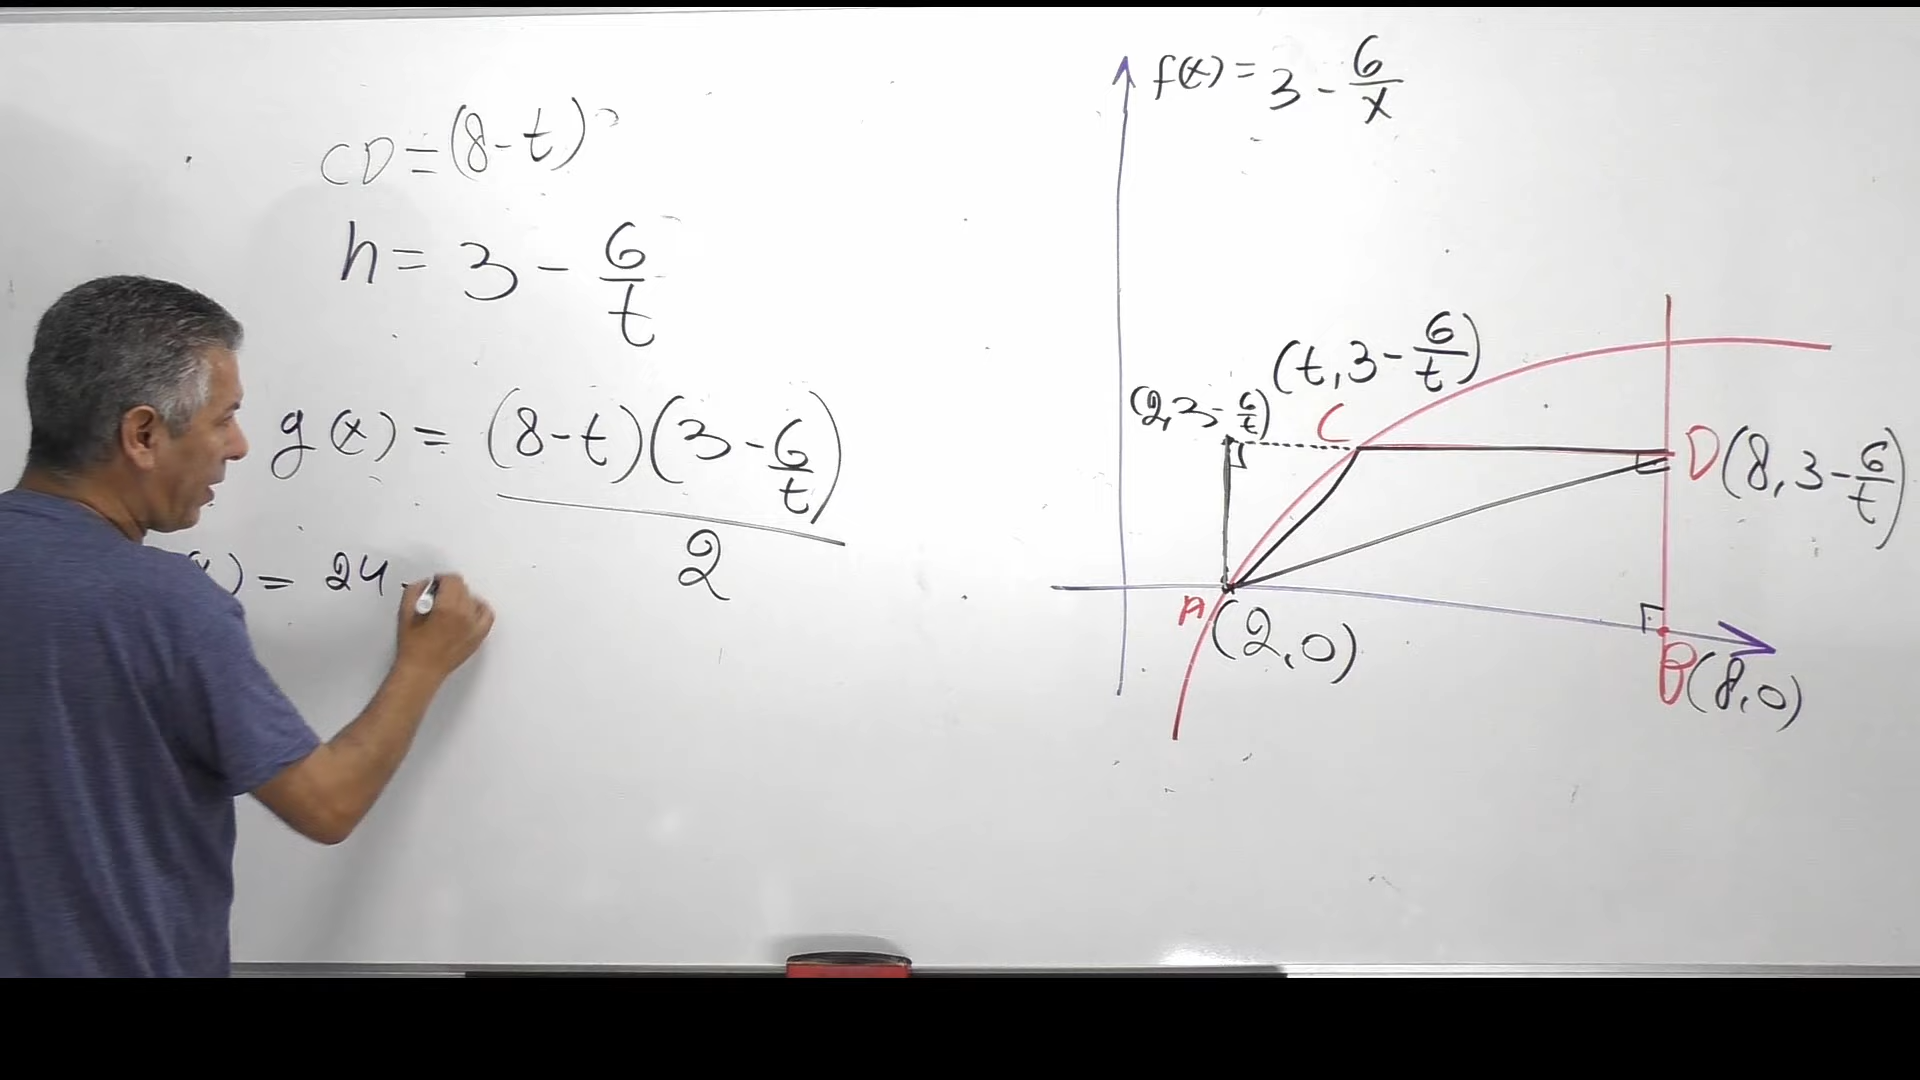 CD = (8-t)
h = 3 - 6/t
g(x) = (8-t)(3-6/t)/2
(x) = 24
f(x) = 3 - 6/x
(t, 3 - 6/t)
(2, 3 - 6/t)
C
D(8, 3 - 6/t)
A(2,0)
B(8,0)